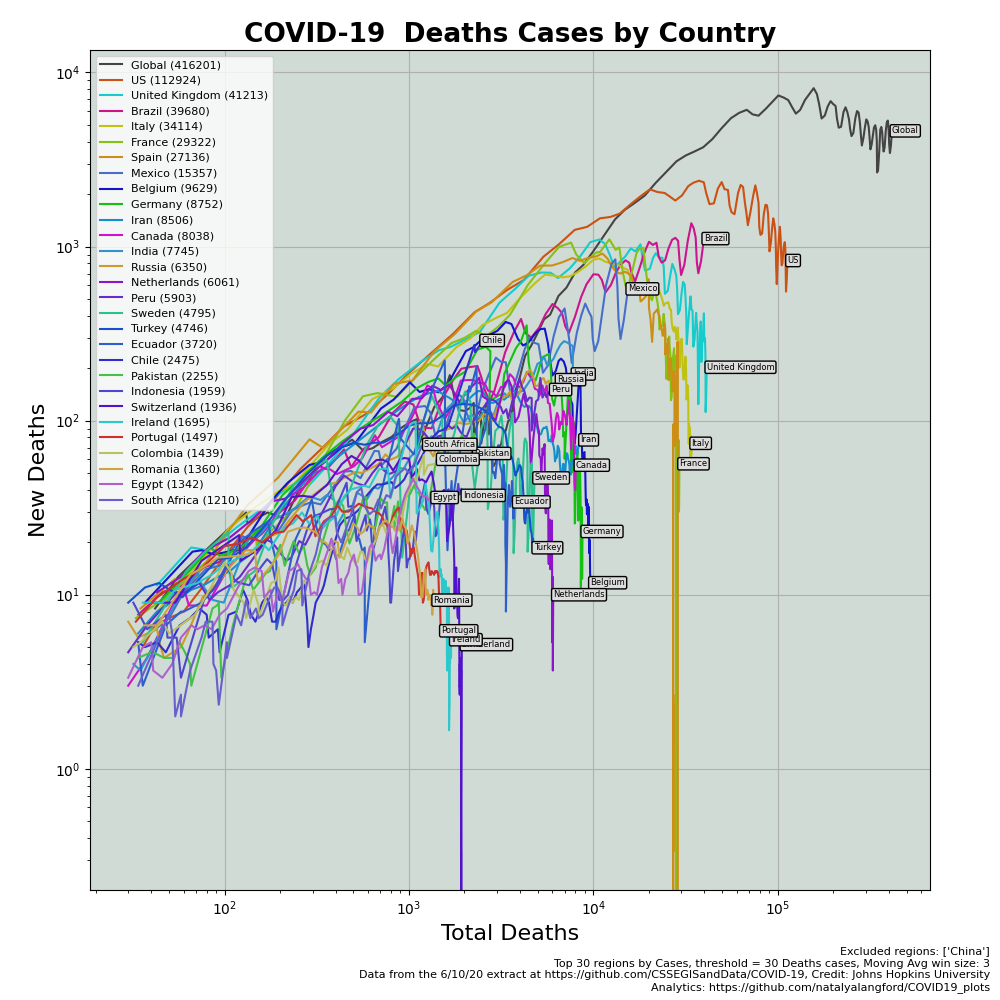 COVID-19  Deaths Cases by Country
Global (416201)
US (112924)
United Kingdom (41213)
Brazil (39680)
Italy (34114)
France (29322)
Spain (27136)
Mexico (15357)
Belgium (9629)
Germany (8752)
Iran (8506)
Canada (8038)
India (7745)
Russia (6350)
Netherlands (6061)
Peru (5903)
Sweden (4795)
Turkey (4746)
Ecuador (3720)
Chile (2475)
Pakistan (2255)
Indonesia (1959)
Switzerland (1936)
Ireland (1695)
Portugal (1497)
Colombia (1439)
Romania (1360)
Egypt (1342)
South Africa (1210)
10⁴
10³
10²
10¹
10⁰
New Deaths
Global
Brazil
US
Mexico
Chile
United Kingdom
Russia
Peru
Iran
Italy
South Africa
Colombia
France
Canada
Sweden
Egypt
Indonesia
Ecuador
Germany
Turkey
Belgium
Netherlands
Romania
Portugal
Ireland
10²
10³
10⁴
10⁵
Total Deaths
Excluded regions: ['China']
Top 30 regions by Cases, threshold = 30 Deaths cases, Moving Avg win size: 3
Data from the 6/10/20 extract at https://github.com/CSSEGISandData/COVID-19, Credit: Johns Hopkins University
Analytics: https://github.com/natalyalangford/COVID19_plots